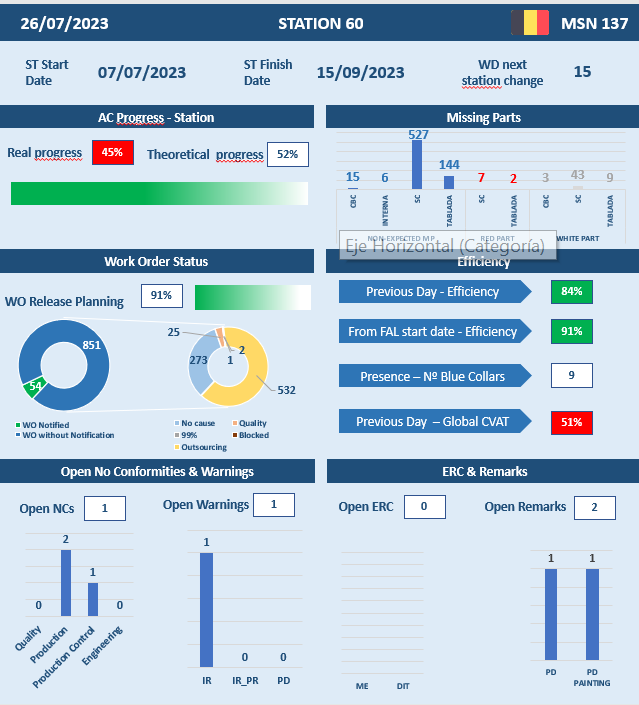 26/07/2023 STATION 60 MSN 137
ST Start Date 07/07/2023 ST Finish Date 15/09/2023 WD next station change 15
AC Progress - Station
Real progress 45% Theoretical progress 52%
Missing Parts
527
144
15 6 7 2 3 43 9
CBC INTERNA SC TABLADA SC TABLADA CBC SC TABLADA
NON EXPECTED M.P RED PART WHITE PART
Eje Horizontal (Categoría)
Work Order Status
WO Release Planning 91%
851
54
WO Notified
WO without Notification
25
2
273 1
532
No cause Quality
99% Blocked
Outsourcing
Efficiency
Previous Day - Efficiency 84%
From FAL start date - Efficiency 91%
Presence – Nº Blue Collars 9
Previous Day – Global CVAT 51%
Open No Conformities & Warnings
Open NCs 1
2
1
0 0
Quality Production Production Control Engineering
Open Warnings 1
1
0 0
IR IR_PR PD
ERC & Remarks
Open ERC 0
ME DIT
Open Remarks 2
1 1
PD PD
PAINTING